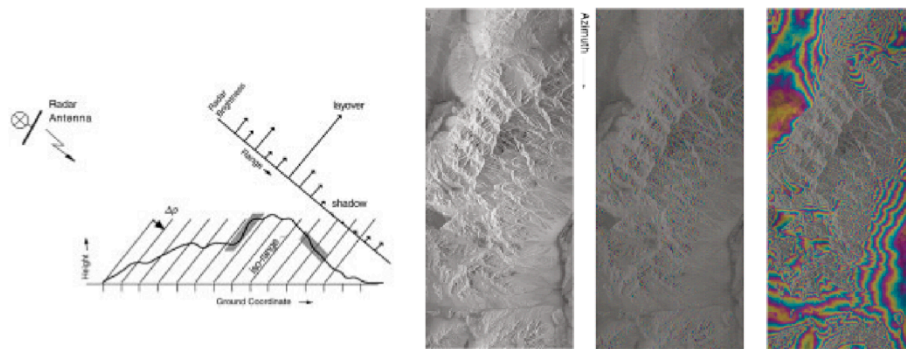 Radar
Antenna
Radar
Brightness
layover
Range
shadow
Δρ
Iso-range
Height
Ground Coordinate
Azimuth